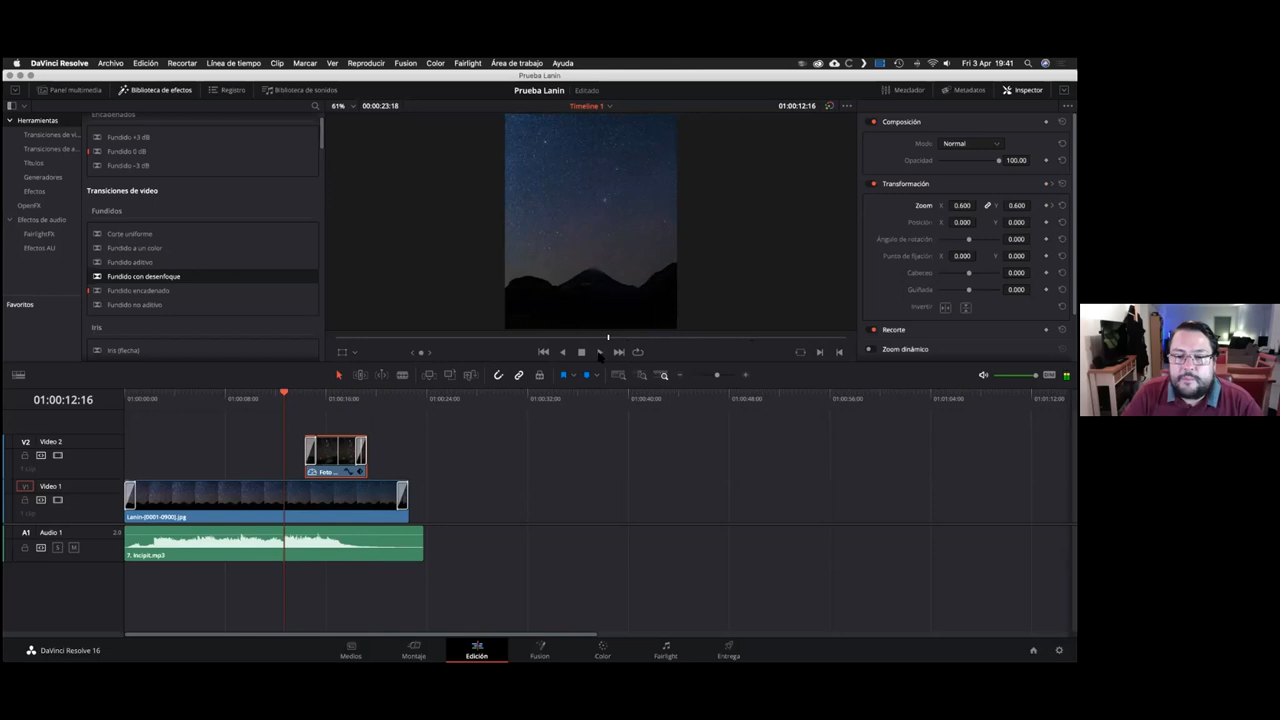 DaVinci Resolve Archivo Edición Recortar Línea de tiempo Clip Marcar Ver Reproducir Fusion Color Fairlight Área de trabajo Ayuda Fri 3 Apr 19:41
Prueba Lanin
Panel multimedia Biblioteca de efectos Registro Biblioteca de sonidos Prueba Lanin Editado Mezclador Metadatos Inspector
61% 00:00:23:18 Timeline 1 01:00:12:16
Herramientas
Transiciones de vi...
Transiciones de a...
Títulos
Generadores
Efectos
OpenFX
Efectos de audio
FairlightFX
Efectos AU
Favoritos
Encadenados
Fundido +3 dB
Fundido 0 dB
Fundido -3 dB
Transiciones de video
Fundidos
Corte uniforme
Fundido a un color
Fundido aditivo
Fundido con desenfoque
Fundido encadenado
Fundido no aditivo
Iris
Iris (flecha)
Composición
Modo Normal
Opacidad 100.00
Transformación
Zoom X 0.600 Y 0.600
Posición X 0.000 Y 0.000
Ángulo de rotación 0.000
Punto de fijación X 0.000 Y 0.000
Cabeceo 0.000
Guiñada 0.000
Invertir
Recorte
Zoom dinámico
DIM
01:00:12:16 01:00:00:00 01:00:08:00 01:00:16:00 01:00:24:00 01:00:32:00 01:00:40:00 01:00:48:00 01:00:56:00 01:01:04:00 01:01:12:00
V2 Video 2
1 clip
Foto ...
V1 Video 1
1 clip
Lanin-[0001-0900].jpg
A1 Audio 1 2.0
S M
7. Incipit.mp3
DaVinci Resolve 16 Medios Montaje Edición Fusion Color Fairlight Entrega